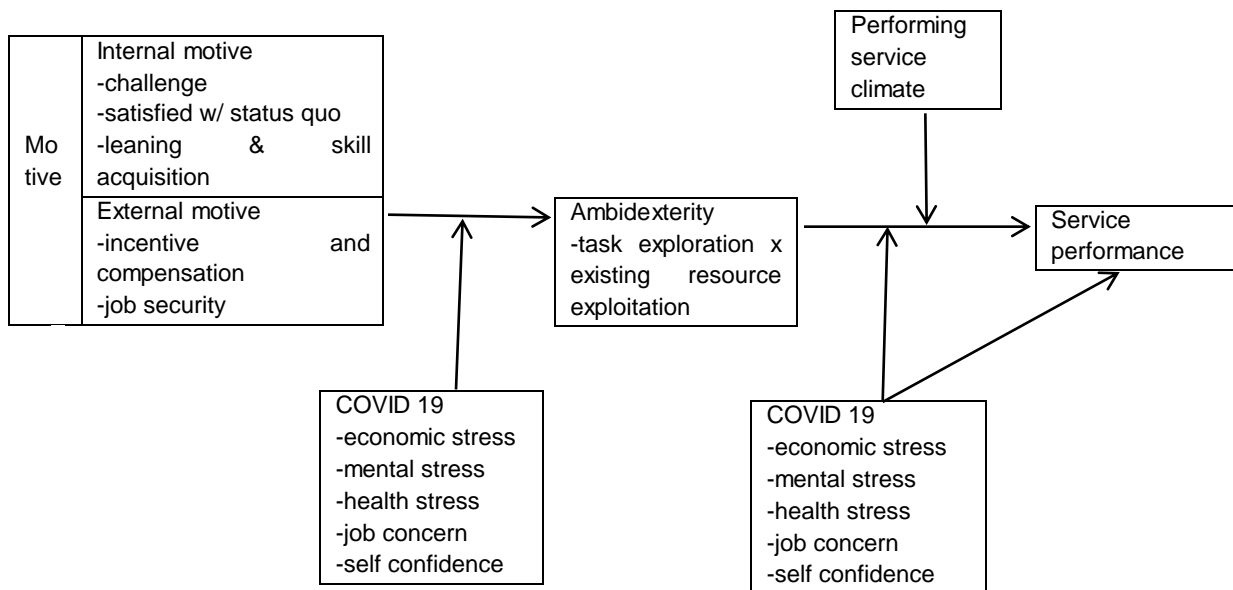 Mo
tive
Internal motive
-challenge
-satisfied w/ status quo
-leaning & skill
acquisition
External motive
-incentive and
compensation
-job security
COVID 19
-economic stress
-mental stress
-health stress
-job concern
-self confidence
Ambidexterity
-task exploration x
existing resource
exploitation
Performing
service
climate
COVID 19
-economic stress
-mental stress
-health stress
-job concern
-self confidence
Service
performance